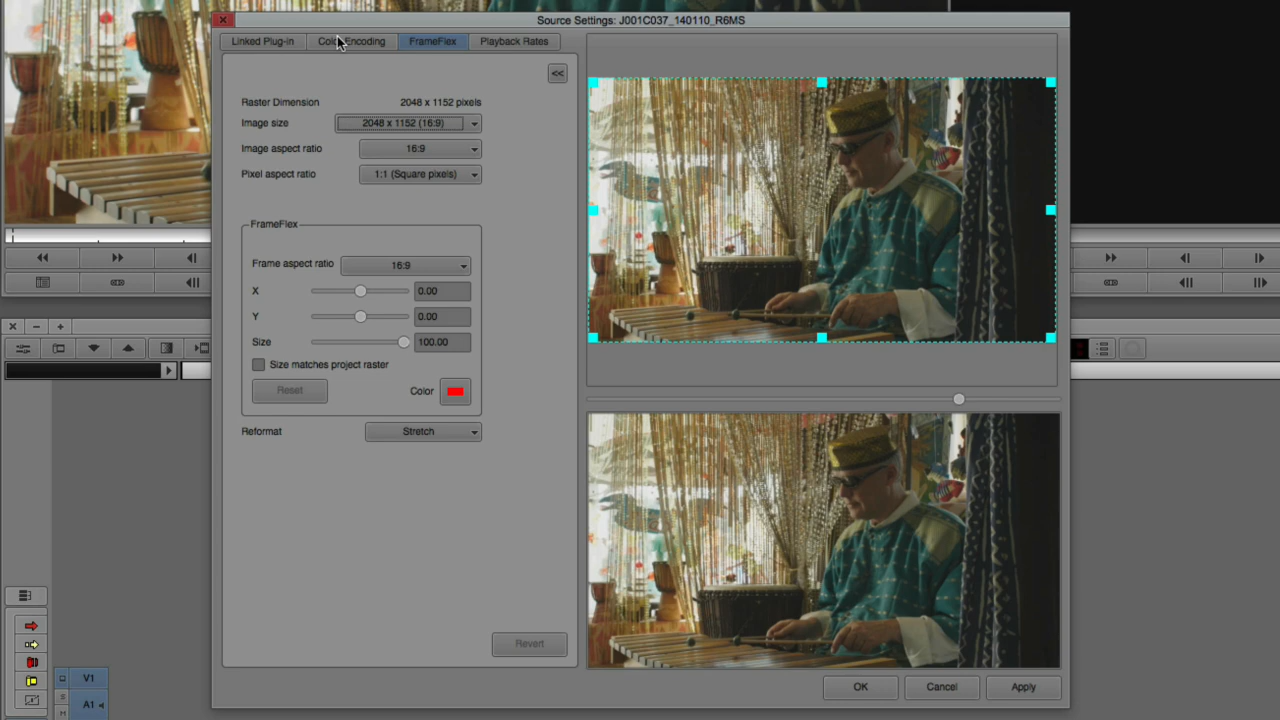 Source Settings: J001C037_140110_R6MS
Linked Plug-in
Color Encoding
FrameFlex
Playback Rates
<<
Raster Dimension 2048 x 1152 pixels
Image size 2048 x 1152 (16:9)
Image aspect ratio 16:9
Pixel aspect ratio 1:1 (Square pixels)
FrameFlex
Frame aspect ratio 16:9
X 0.00
Y 0.00
Size 100.00
Size matches project raster
Reset
Color
Reformat Stretch
Revert
OK
Cancel
Apply
V1
A1